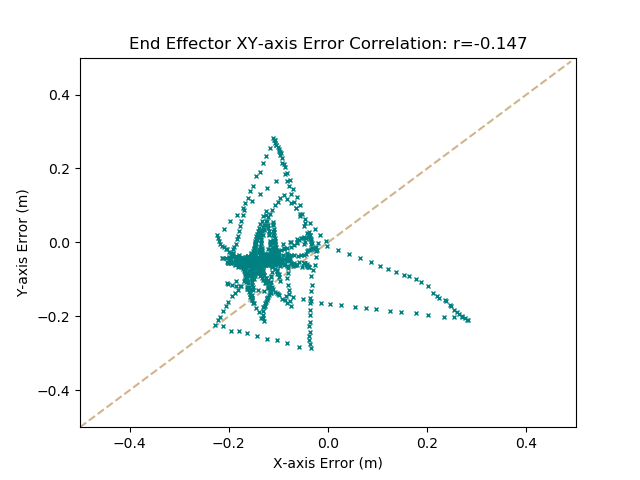 End Effector XY-axis Error Correlation: r=-0.147
0.4
0.2
0.0
−0.2
−0.4
Y-axis Error (m)
−0.4 −0.2 0.0 0.2 0.4
X-axis Error (m)